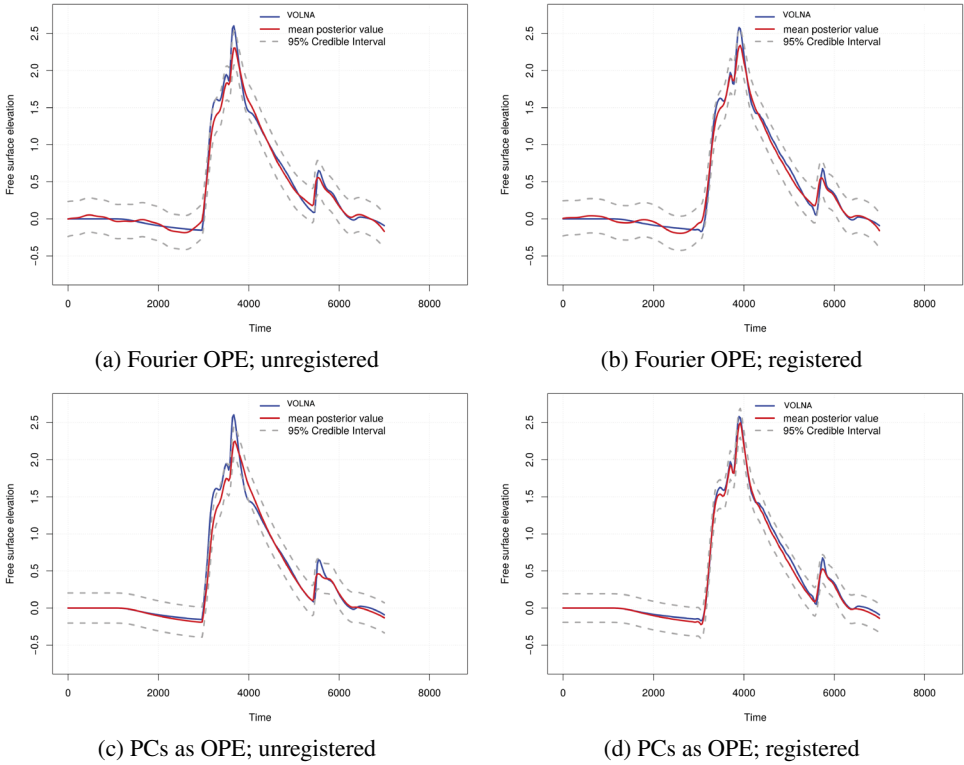 VOLNA
mean posterior value
95% Credible Interval
Free surface elevation
2.5
2.0
1.5
1.0
0.5
0.0
−0.5
0
2000
4000
6000
8000
Time
(a) Fourier OPE; unregistered
VOLNA
mean posterior value
95% Credible Interval
Free surface elevation
2.5
2.0
1.5
1.0
0.5
0.0
−0.5
0
2000
4000
6000
8000
Time
(b) Fourier OPE; registered
VOLNA
mean posterior value
95% Credible Interval
Free surface elevation
2.5
2.0
1.5
1.0
0.5
0.0
−0.5
0
2000
4000
6000
8000
Time
(c) PCs as OPE; unregistered
VOLNA
mean posterior value
95% Credible Interval
Free surface elevation
2.5
2.0
1.5
1.0
0.5
0.0
−0.5
0
2000
4000
6000
8000
Time
(d) PCs as OPE; registered